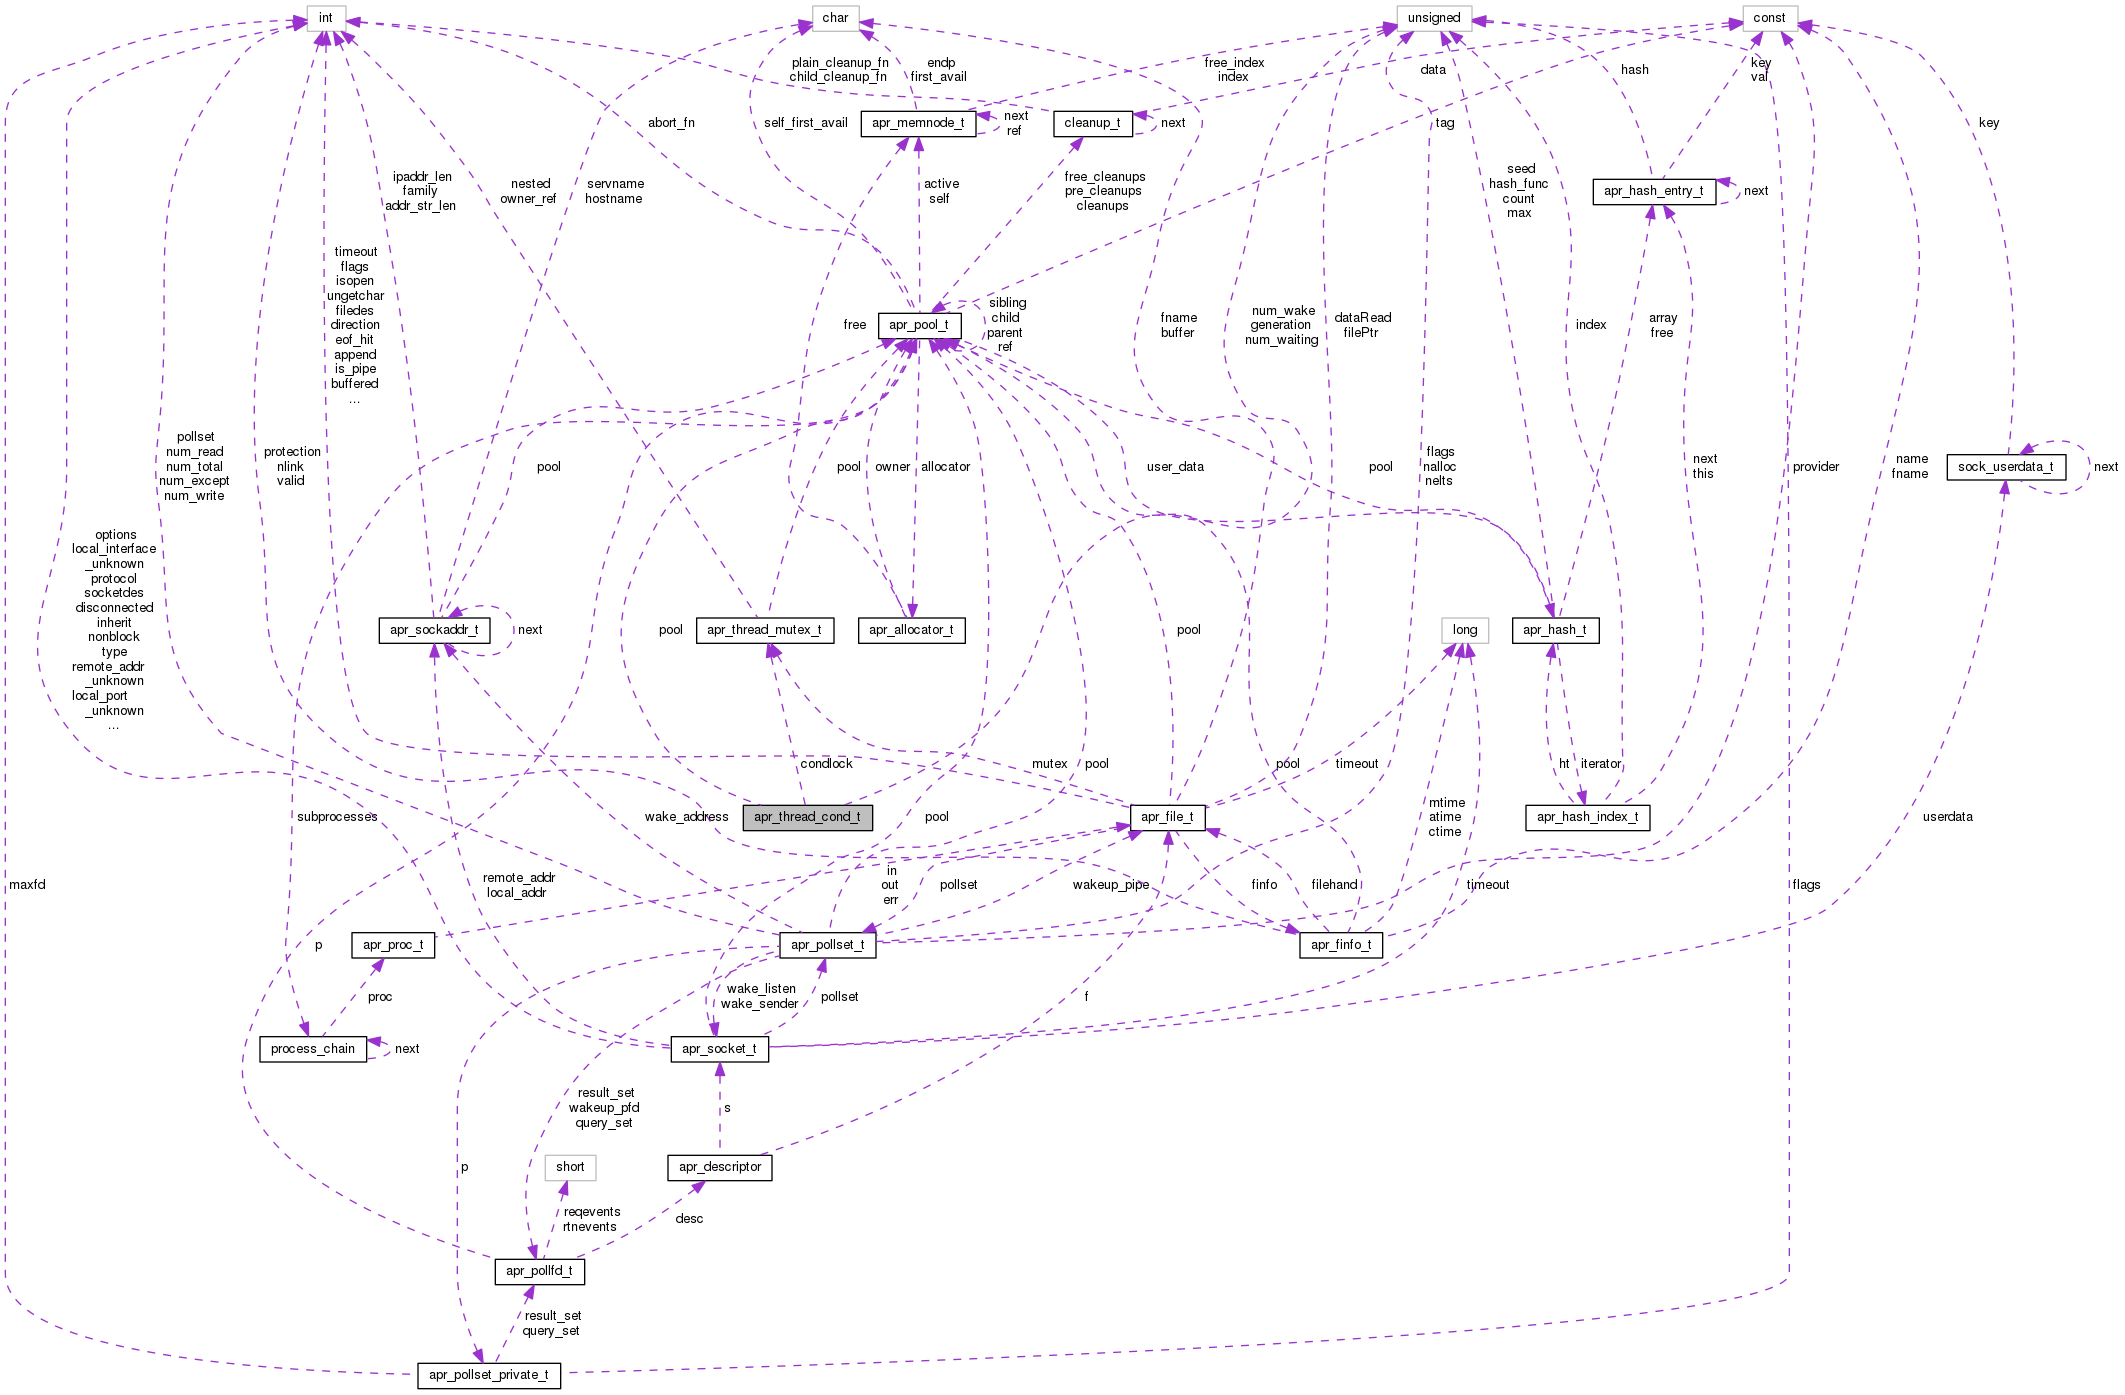 int
char
unsigned
const
plain_cleanup_fn
child_cleanup_fn
endp
first_avail
free_index
index
data
hash
key
val
abort_fn
self_first_avail
apr_memnode_t
next
ref
cleanup_t
next
tag
key
ipaddr_len
family
addr_str_len
nested
owner_ref
servname
hostname
active
self
free_cleanups
pre_cleanups
cleanups
seed
hash_func
count
max
apr_hash_entry_t
next
timeout
flags
isopen
ungetchar
filedes
direction
eof_hit
append
is_pipe
buffered
...
free
apr_pool_t
sibling
child
parent
ref
fname
buffer
num_wake
generation
num_waiting
dataRead
filePtr
index
array
free
pollset
num_read
num_total
num_except
num_write
protection
nlink
valid
pool
pool
owner
allocator
user_data
pool
flags
nalloc
nelts
next
this
provider
name
fname
sock_userdata_t
next
options
local_interface
_unknown
protocol
socketdes
disconnected
inherit
nonblock
type
remote_addr
_unknown
local_port
_unknown
...
apr_sockaddr_t
next
pool
apr_thread_mutex_t
apr_allocator_t
pool
long
apr_hash_t
condlock
mutex
pool
pool
timeout
ht
iterator
subprocesses
wake_address
apr_thread_cond_t
pool
apr_file_t
mtime
atime
ctime
apr_hash_index_t
userdata
maxfd
remote_addr
local_addr
in
out
err
pollset
wakeup_pipe
finfo
filehand
timeout
flags
p
apr_proc_t
apr_pollset_t
apr_finfo_t
proc
wake_listen
wake_sender
pollset
f
process_chain
next
apr_socket_t
result_set
wakeup_pfd
query_set
s
p
short
apr_descriptor
reqevents
rtnevents
desc
apr_pollfd_t
result_set
query_set
apr_pollset_private_t